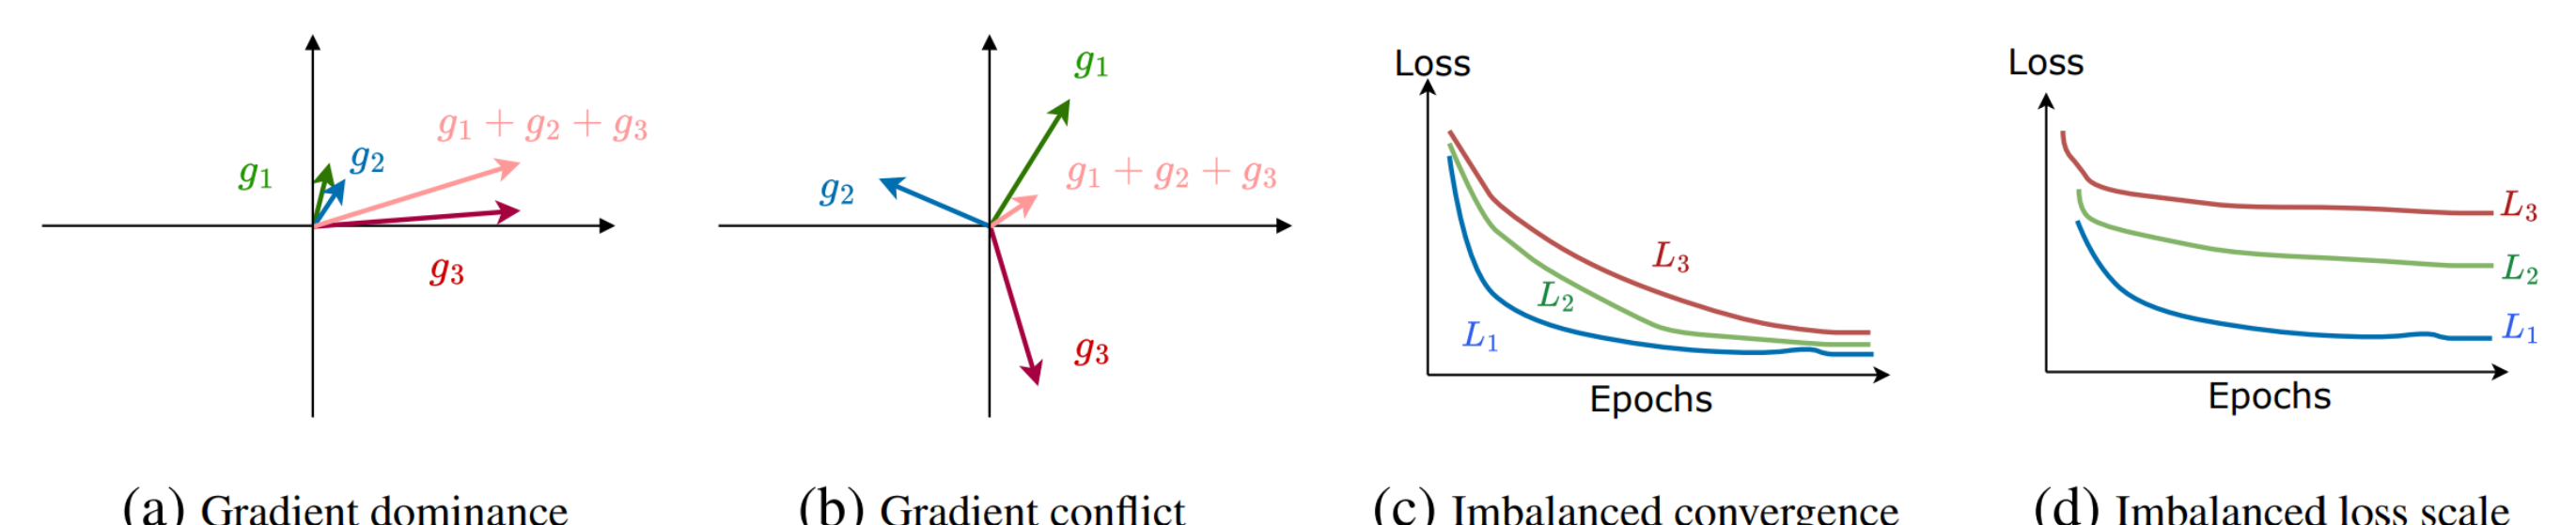 g1
g2
g1 + g2 + g3
g3
(a) Gradient dominance
g1
g2
g1 + g2 + g3
g3
(b) Gradient conflict
Loss
L3
L2
L1
Epochs
(c) Imbalanced convergence
Loss
L3
L2
L1
Epochs
(d) Imbalanced loss scale